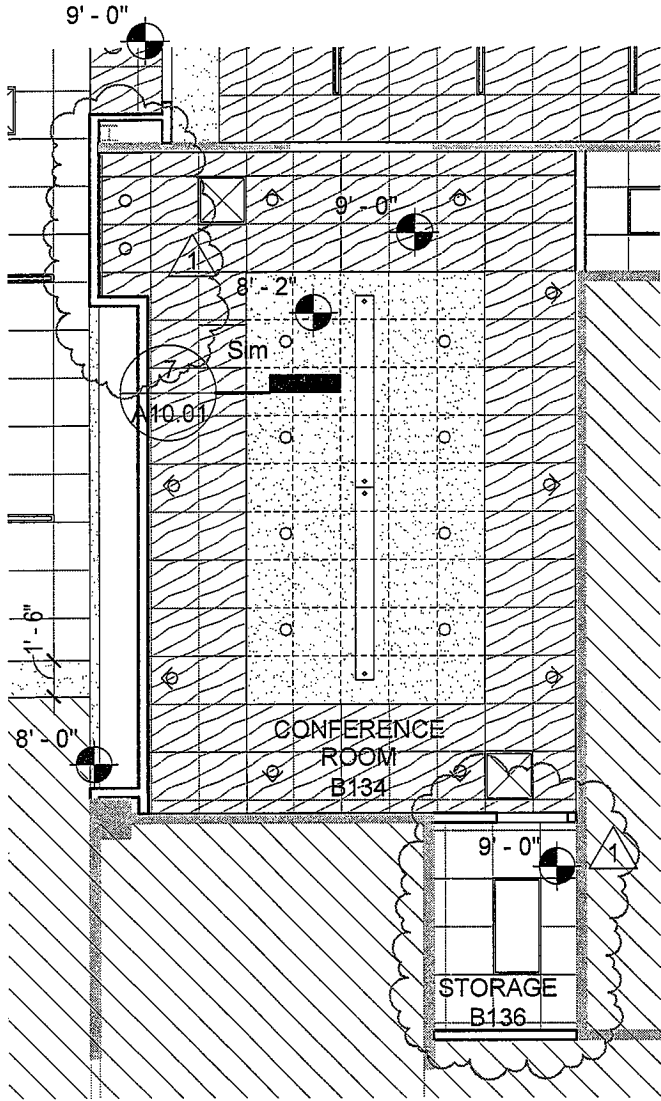 9' - 0"
9' - 0"
1
8' - 2"
Sim
7
A10.01
1' - 6"
8' - 0"
CONFERENCE
ROOM
B134
9' - 0"
1
STORAGE
B136